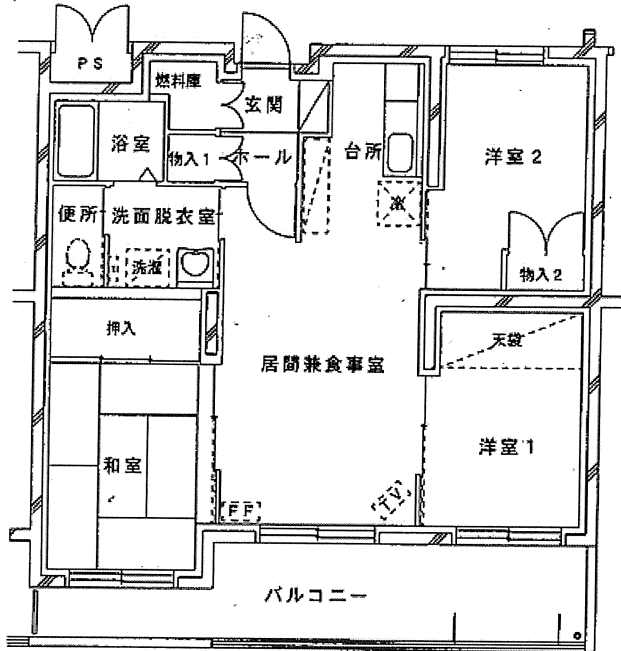 PS
燃料庫
玄関
浴室
物入1
ホール
台所
洋室2
便所
洗面脱衣室
洗濯
冷
物入2
押入
天袋
居間兼食事室
和室
洋室1
FF
TV
バルコニー